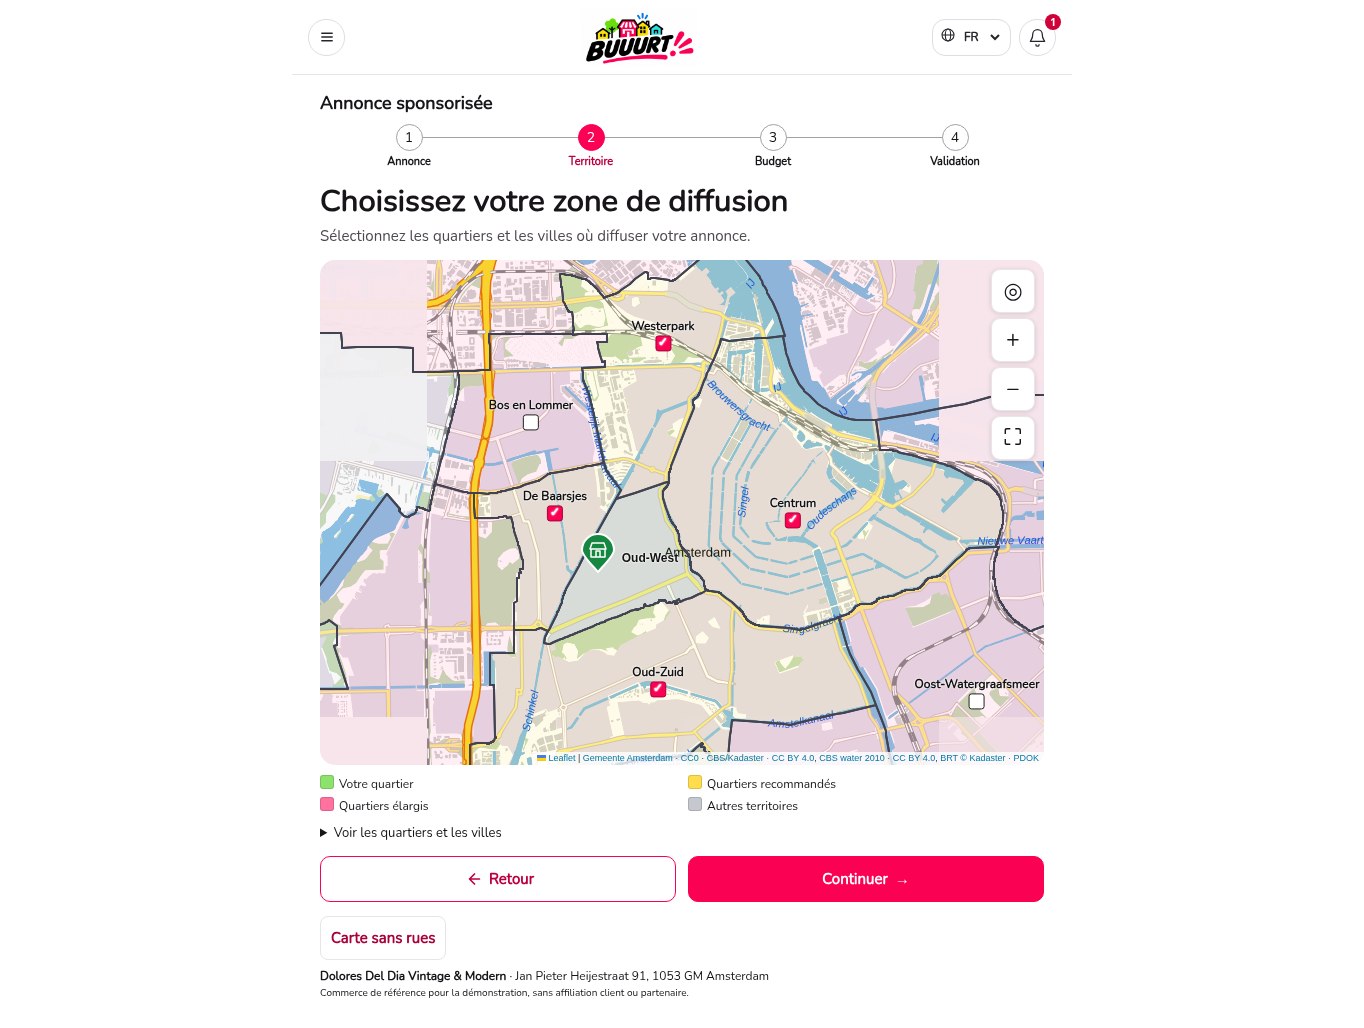 BUUURT!
FR
1
Annonce sponsorisée
1
2
3
4
Annonce
Territoire
Budget
Validation
Choisissez votre zone de diffusion
Sélectionnez les quartiers et les villes où diffuser votre annonce.
IJ
Westerpark
IJ
Brouwersgracht
IJ
IJ
Bos en Lommer
De Baarsjes
Singel
Centrum
Oudeschans
Nieuwe Vaart
Oud-West
Amsterdam
Oud-Zuid
Oost-Watergraafsmeer
Schinkel
Amstelkanaal
Leaflet | Gemeente Amsterdam · CC0 · CBS/Kadaster · CC BY 4.0, CBS water 2010 · CC BY 4.0, BRT © Kadaster · PDOK
Votre quartier
Quartiers recommandés
Quartiers élargis
Autres territoires
Voir les quartiers et les villes
← Retour
Continuer →
Carte sans rues
Dolores Del Dia Vintage & Modern · Jan Pieter Heijestraat 91, 1053 GM Amsterdam
Commerce de référence pour la démonstration, sans affiliation client ou partenaire.